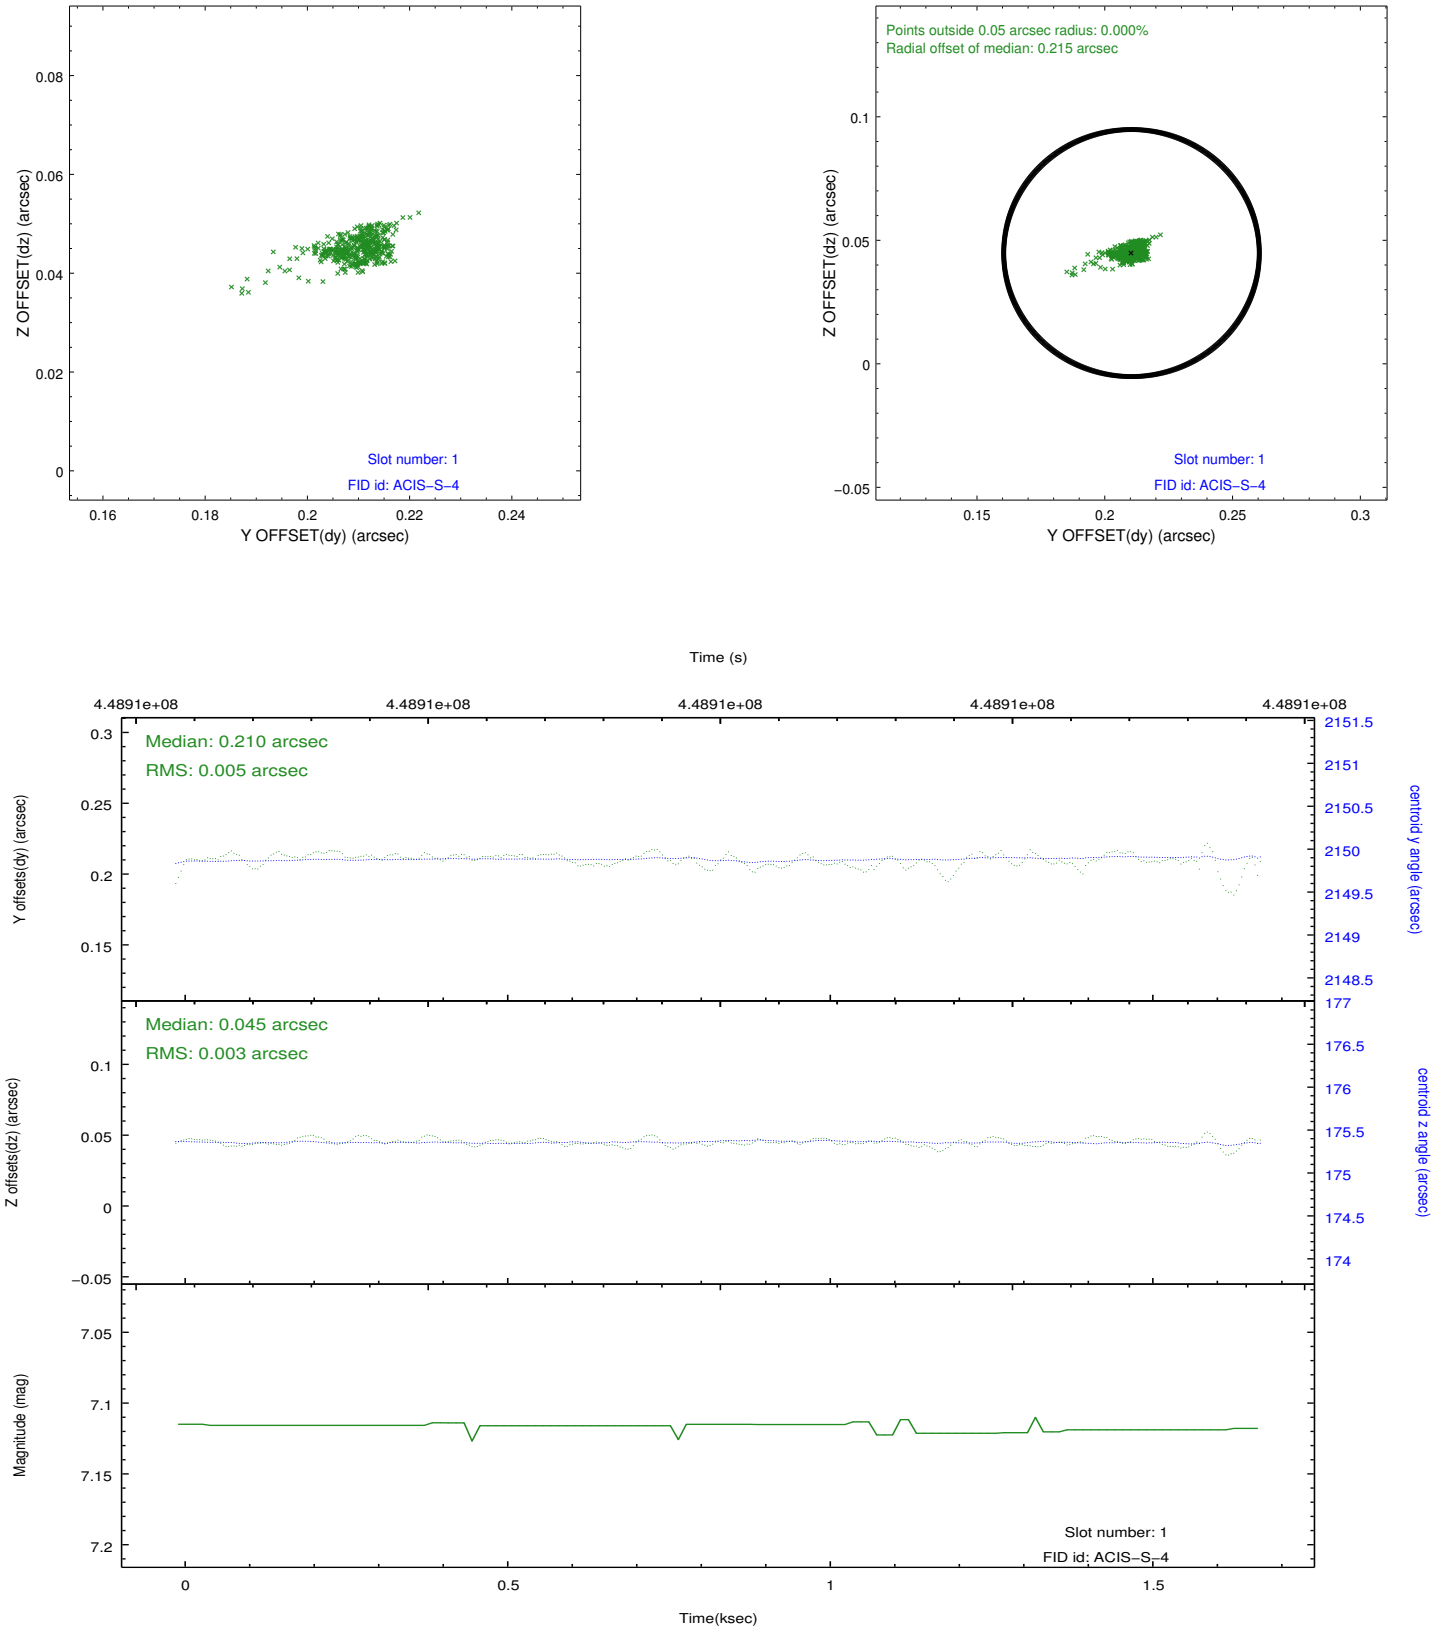 0.08
0.06
0.04
0.02
0
Z OFFSET(dz) (arcsec)
Slot number: 1
FID id: ACIS−S−4
0.16
0.18
0.2
0.22
0.24
Y OFFSET(dy) (arcsec)
Points outside 0.05 arcsec radius: 0.000%
Radial offset of median: 0.215 arcsec
0.1
0.05
0
−0.05
Z OFFSET(dz) (arcsec)
Slot number: 1
FID id: ACIS−S−4
0.15
0.2
0.25
0.3
Y OFFSET(dy) (arcsec)
Time (s)
4.4891e+08
4.4891e+08
4.4891e+08
4.4891e+08
4.4891e+08
Median: 0.210 arcsec
RMS: 0.005 arcsec
0.3
0.25
0.2
0.15
Y offsets(dy) (arcsec)
2151.5
2151
2150.5
2150
2149.5
2149
2148.5
centroid y angle (arcsec)
Median: 0.045 arcsec
RMS: 0.003 arcsec
0.1
0.05
0
−0.05
Z offsets(dz) (arcsec)
177
176.5
176
175.5
175
174.5
174
centroid z angle (arcsec)
7.05
7.1
7.15
7.2
Magnitude (mag)
Slot number: 1
FID id: ACIS−S−4
0
0.5
1
1.5
Time(ksec)